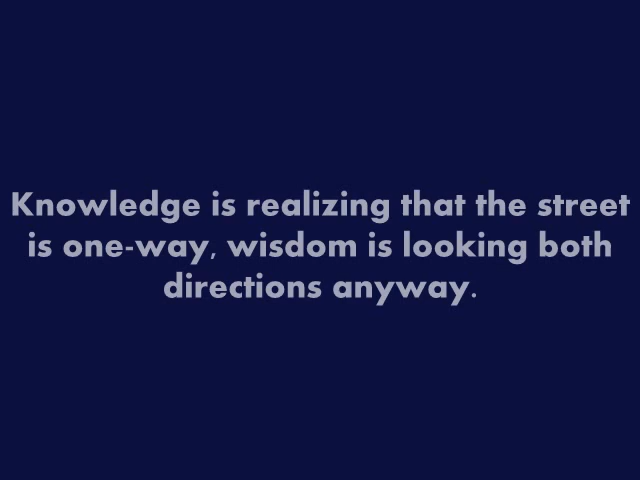 Knowledge is realizing that the street
is one-way, wisdom is looking both
directions anyway.